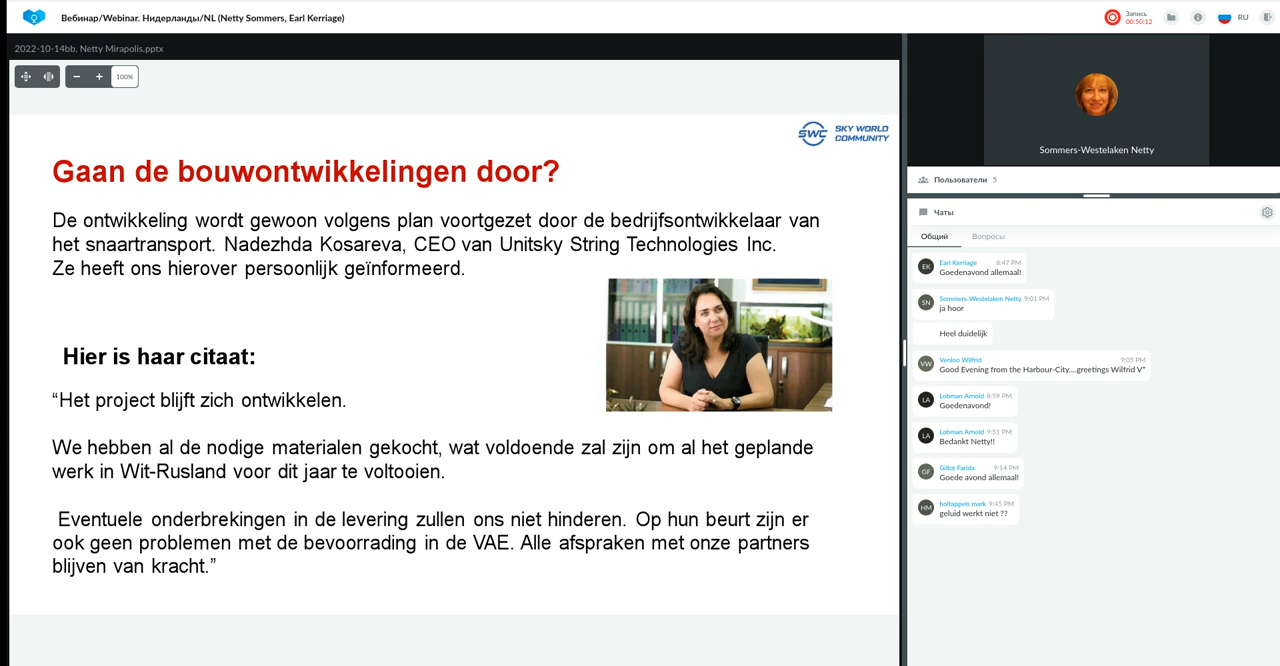 Вебинар/Webinar. Нидерланды/NL (Netty Sommers, Earl Kerriage)
Запись
00:50:12
RU
2022-10-14bb, Netty Mirapolis.pptx
100%
SWC SKY WORLD
COMMUNITY
Gaan de bouwontwikkelingen door?
De ontwikkeling wordt gewoon volgens plan voortgezet door de bedrijfsontwikkelaar van
het snaartransport. Nadezhda Kosareva, CEO van Unitsky String Technologies Inc.
Ze heeft ons hierover persoonlijk geïnformeerd.
Hier is haar citaat:
“Het project blijft zich ontwikkelen.
We hebben al de nodige materialen gekocht, wat voldoende zal zijn om al het geplande
werk in Wit-Rusland voor dit jaar te voltooien.
Eventuele onderbrekingen in de levering zullen ons niet hinderen. Op hun beurt zijn er
ook geen problemen met de bevoorrading in de VAE. Alle afspraken met onze partners
blijven van kracht.”
Sommers-Westelaken Netty
Пользователи 5
Чаты
Общий Вопросы
EK Earl Kerriage 8:47 PM
Goedenavond allemaal!
SN Sommers-Westelaken Netty 9:01 PM
ja hoor
Heel duidelijk
VW Venloo Wilfrid 9:05 PM
Good Evening from the Harbour-City....greetings Wilfrid V"
LA Lobman Arnold 8:59 PM
Goedenavond!
LA Lobman Arnold 9:51 PM
Bedankt Netty!!
GF Gillot Farida 9:14 PM
Goede avond allemaal!
HM holtappels mark 9:45 PM
geluid werkt niet ??